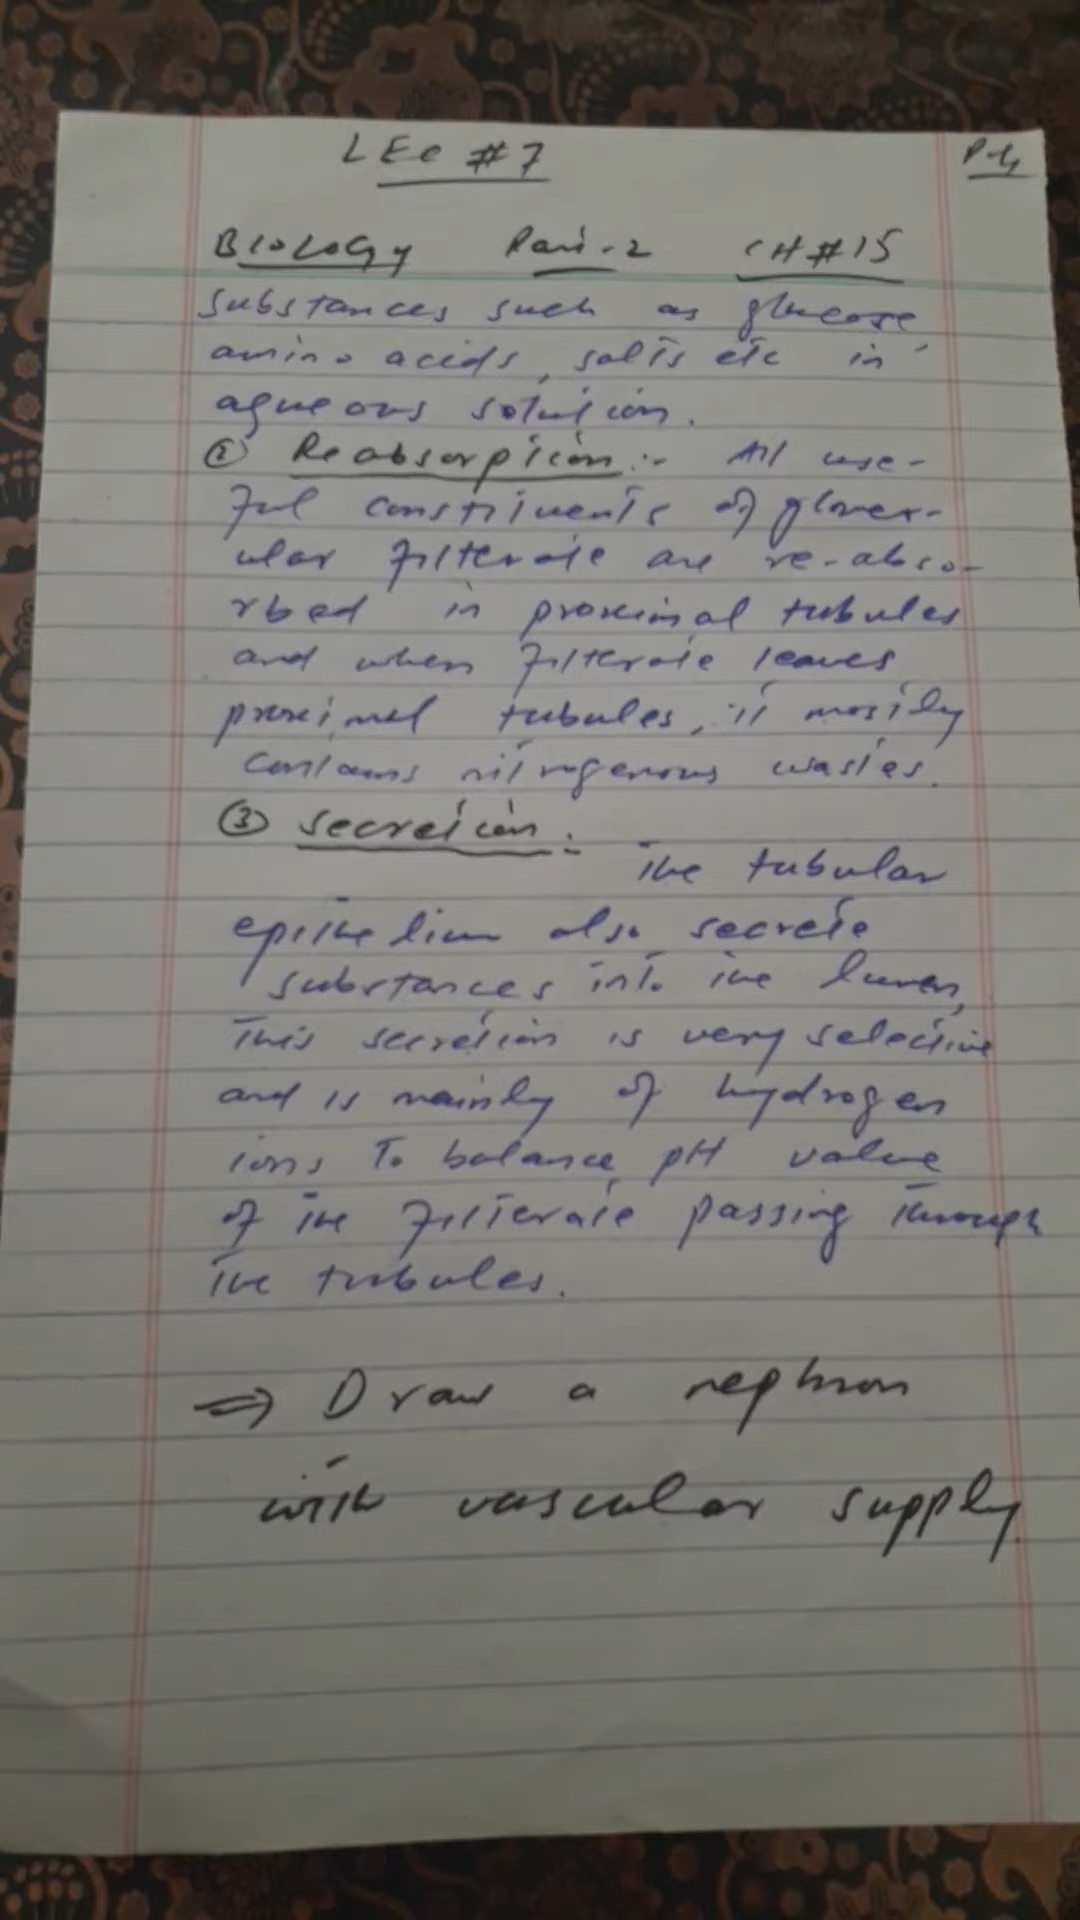 LEC #7
P-4
BIOLOGY Part-2 CH#15
substances such as glucose,
amino acids, salts etc in
aqueous solution.
② Reabsorption:- All use-
ful constituents of glomer-
ular filterate are re-abso-
rbed in proximal tubules
and when filterate leaves
proximal tubules, it mostly
contains nitrogenous wastes.
③ Secretion:-
The tubular
epithelium also secrete
substances into the lumen,
This secretion is very selective
and is mainly of hydrogen
ions To balance pH value
of the filterate passing through
the tubules.
⇒ Draw a nephron
with vascular supply.